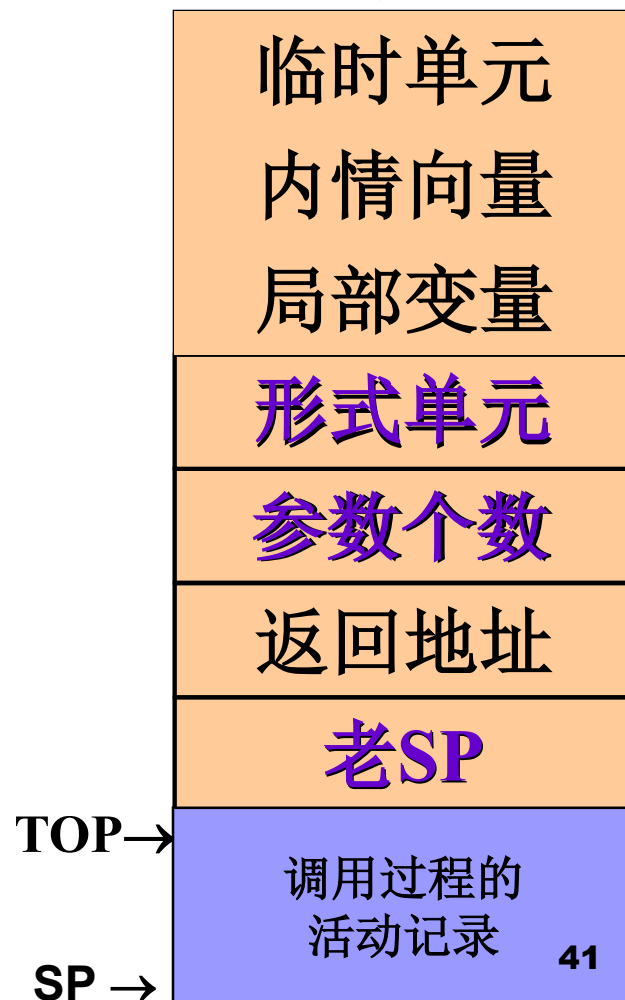 临时单元
内情向量
局部变量
形式单元
参数个数
返回地址
老SP
TOP→
调用过程的
活动记录
41
SP →